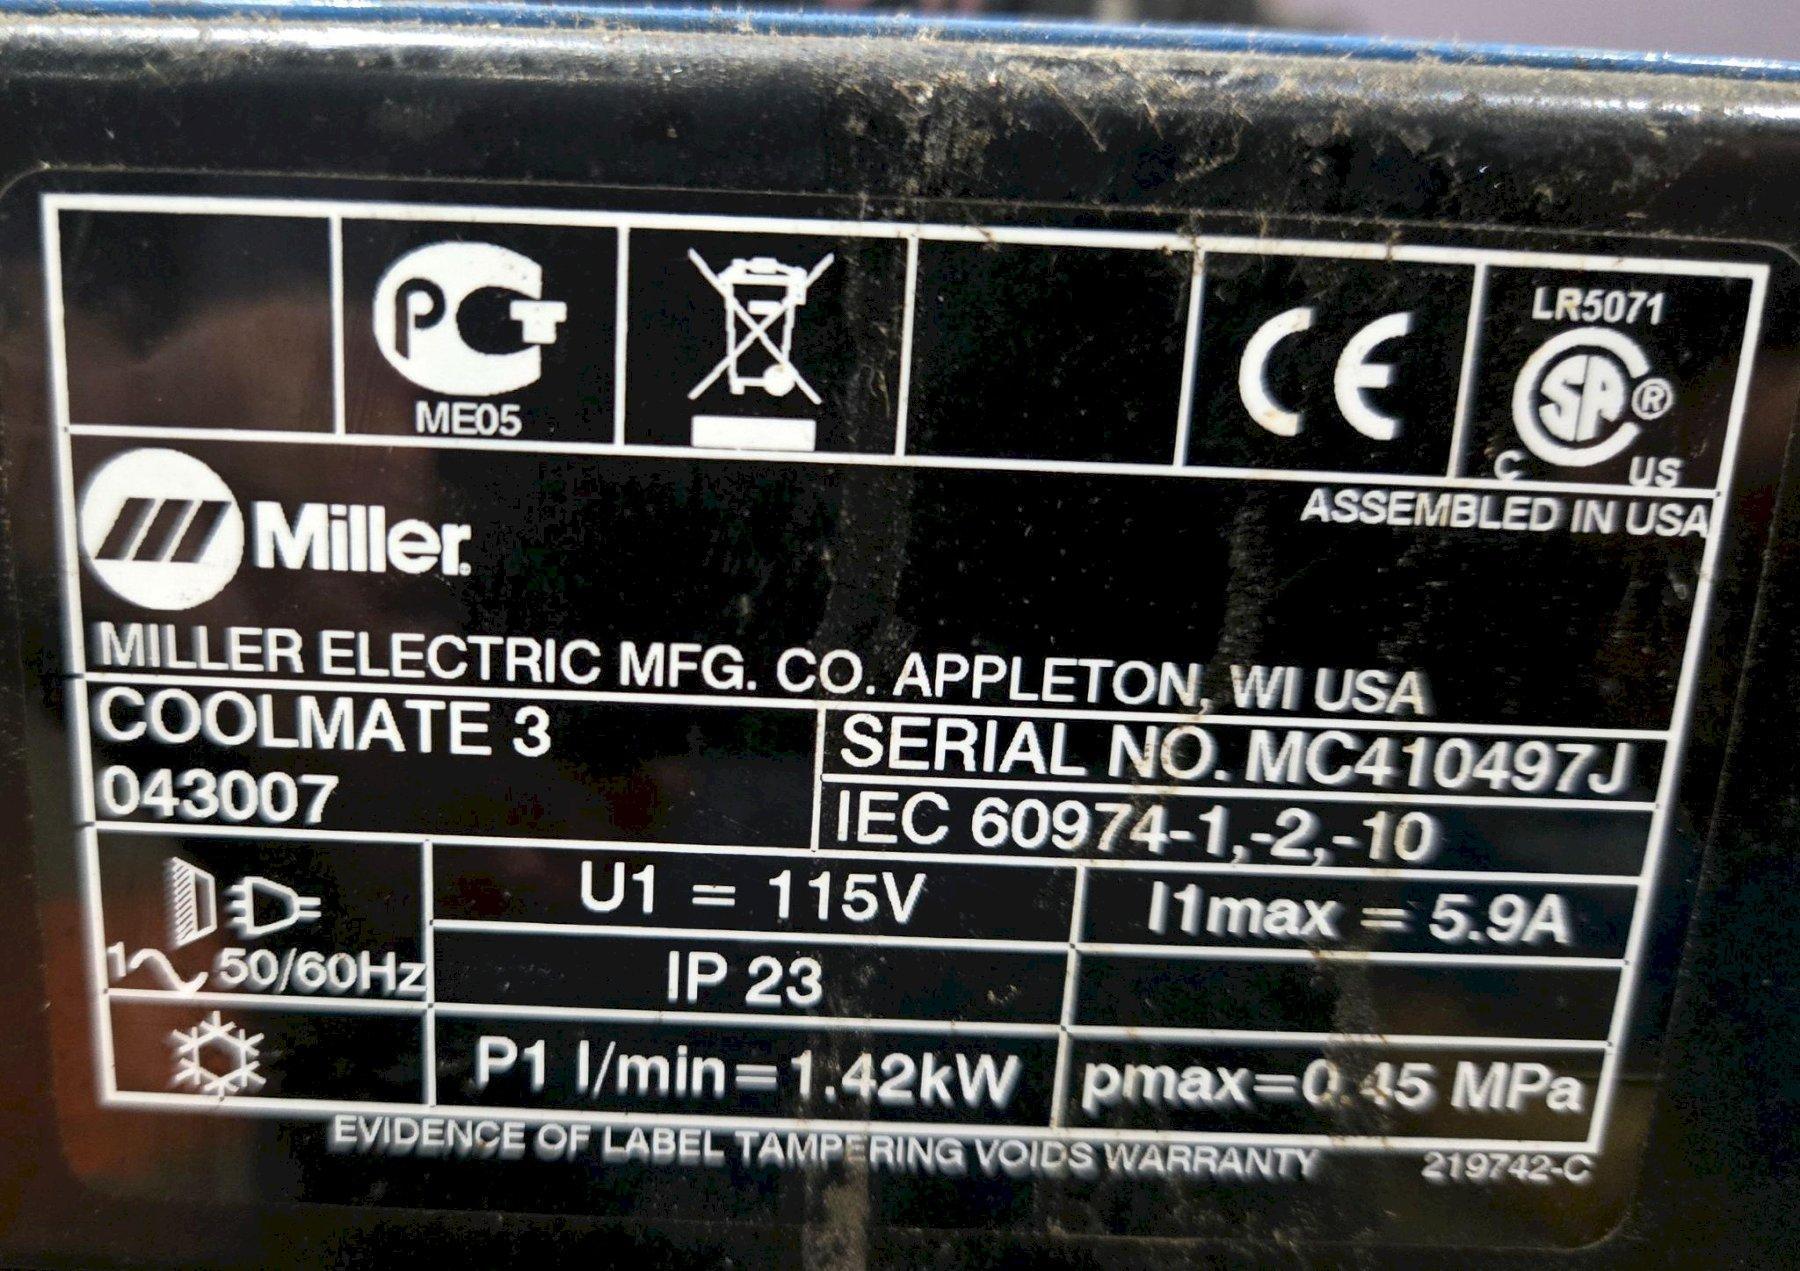 LR5071
РСТ
CE
SA®
ME05
C US
ASSEMBLED IN USA
Miller®
MILLER ELECTRIC MFG. CO. APPLETON, WI USA
COOLMATE 3
043007
SERIAL NO. MC410497J
IEC 60974-1,-2,-10
U1 = 115V
I1max = 5.9A
1~ 50/60Hz
IP 23
P1 l/min=1.42kW
pmax=0.45 MPa
EVIDENCE OF LABEL TAMPERING VOIDS WARRANTY
219742-C